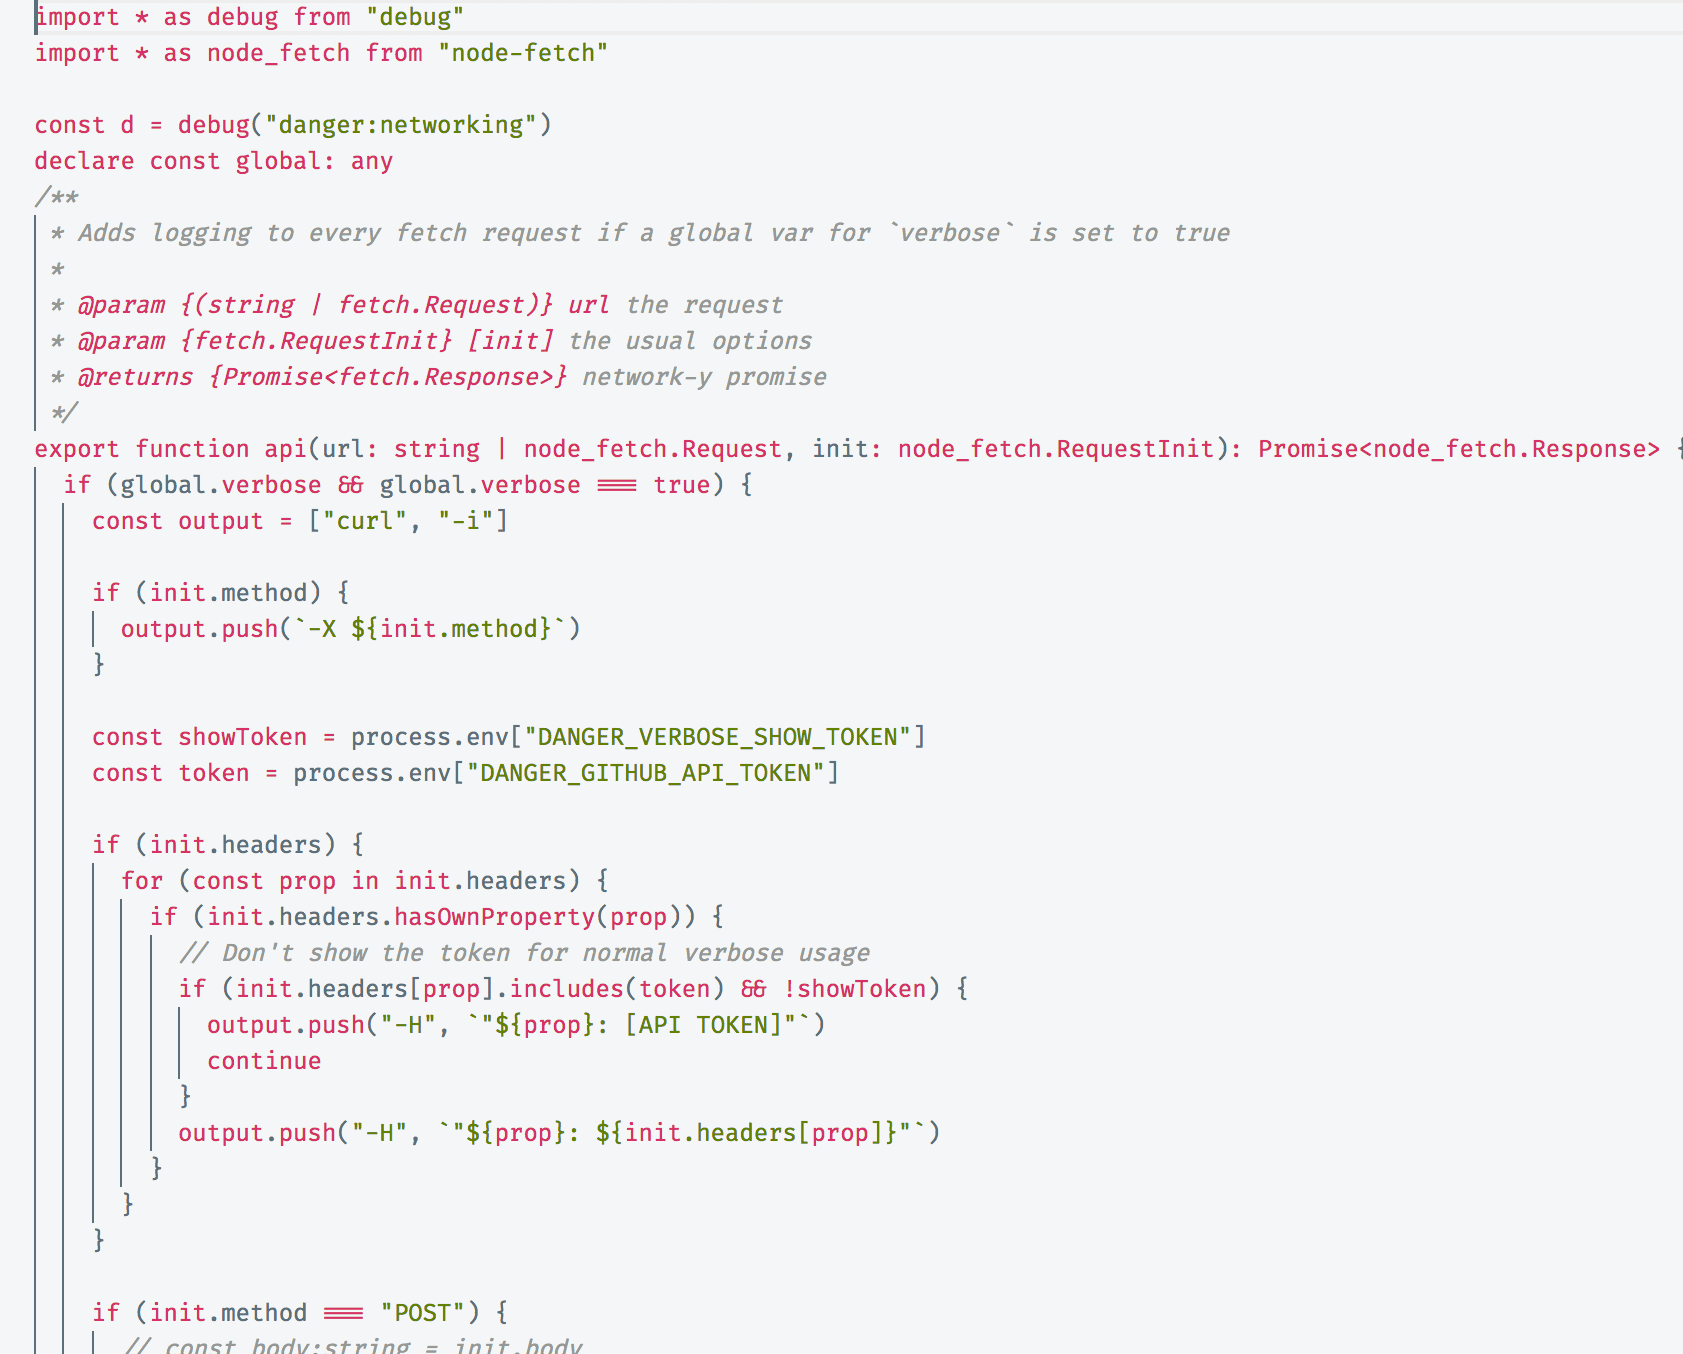 import * as debug from "debug"
import * as node_fetch from "node-fetch"

const d = debug("danger:networking")
declare const global: any
/**
 * Adds logging to every fetch request if a global var for `verbose` is set to true
 *
 * @param {(string | fetch.Request)} url the request
 * @param {fetch.RequestInit} [init] the usual options
 * @returns {Promise<fetch.Response>} network-y promise
 */
export function api(url: string | node_fetch.Request, init: node_fetch.RequestInit): Promise<node_fetch.Response> {
  if (global.verbose && global.verbose === true) {
    const output = ["curl", "-i"]

    if (init.method) {
      output.push(`-X ${init.method}`)
    }

    const showToken = process.env["DANGER_VERBOSE_SHOW_TOKEN"]
    const token = process.env["DANGER_GITHUB_API_TOKEN"]

    if (init.headers) {
      for (const prop in init.headers) {
        if (init.headers.hasOwnProperty(prop)) {
          // Don't show the token for normal verbose usage
          if (init.headers[prop].includes(token) && !showToken) {
            output.push("-H", `"${prop}: [API TOKEN]"`)
            continue
          }
          output.push("-H", `"${prop}: ${init.headers[prop]}"`)
        }
      }
    }

    if (init.method === "POST") {
      // const body:string = init.body